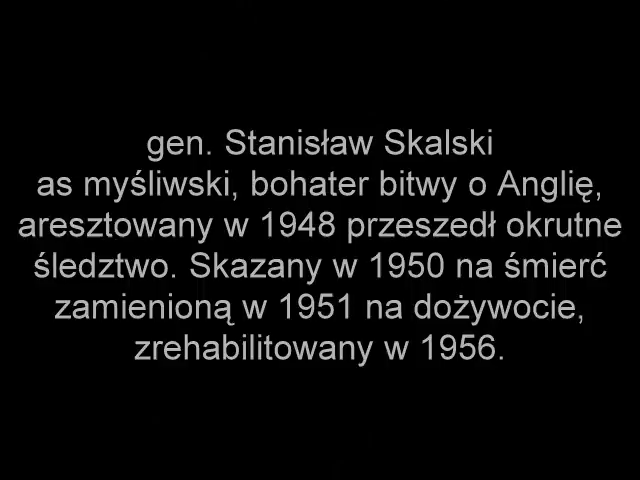 gen. Stanisław Skalski
as myśliwski, bohater bitwy o Anglię,
aresztowany w 1948 przeszedł okrutne
śledztwo. Skazany w 1950 na śmierć
zamienioną w 1951 na dożywocie,
zrehabilitowany w 1956.